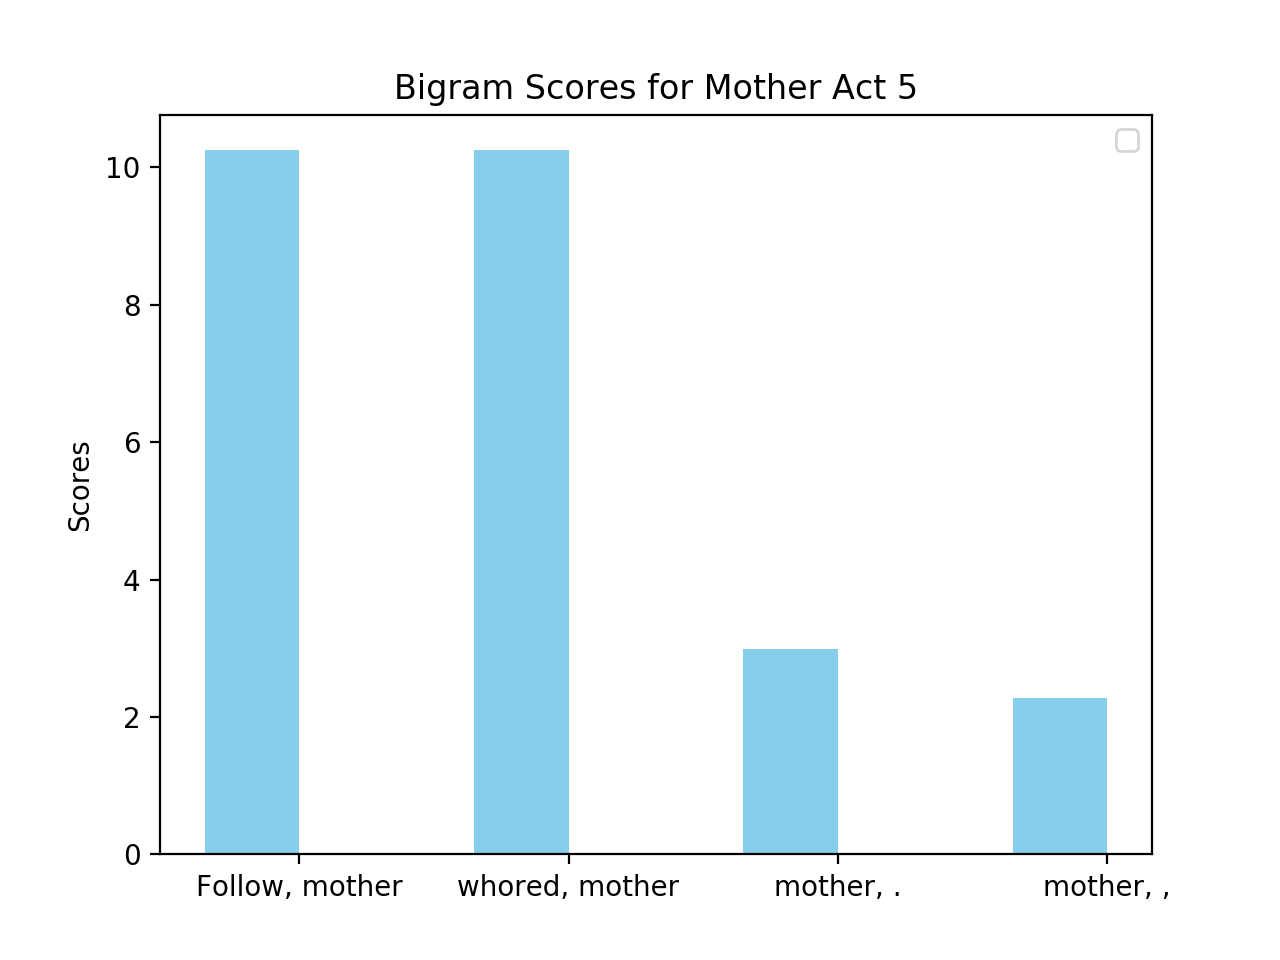 Bigram Scores for Mother Act 5
10
8
6
4
2
0
Scores
Follow, mother
whored, mother
mother, .
mother, ,